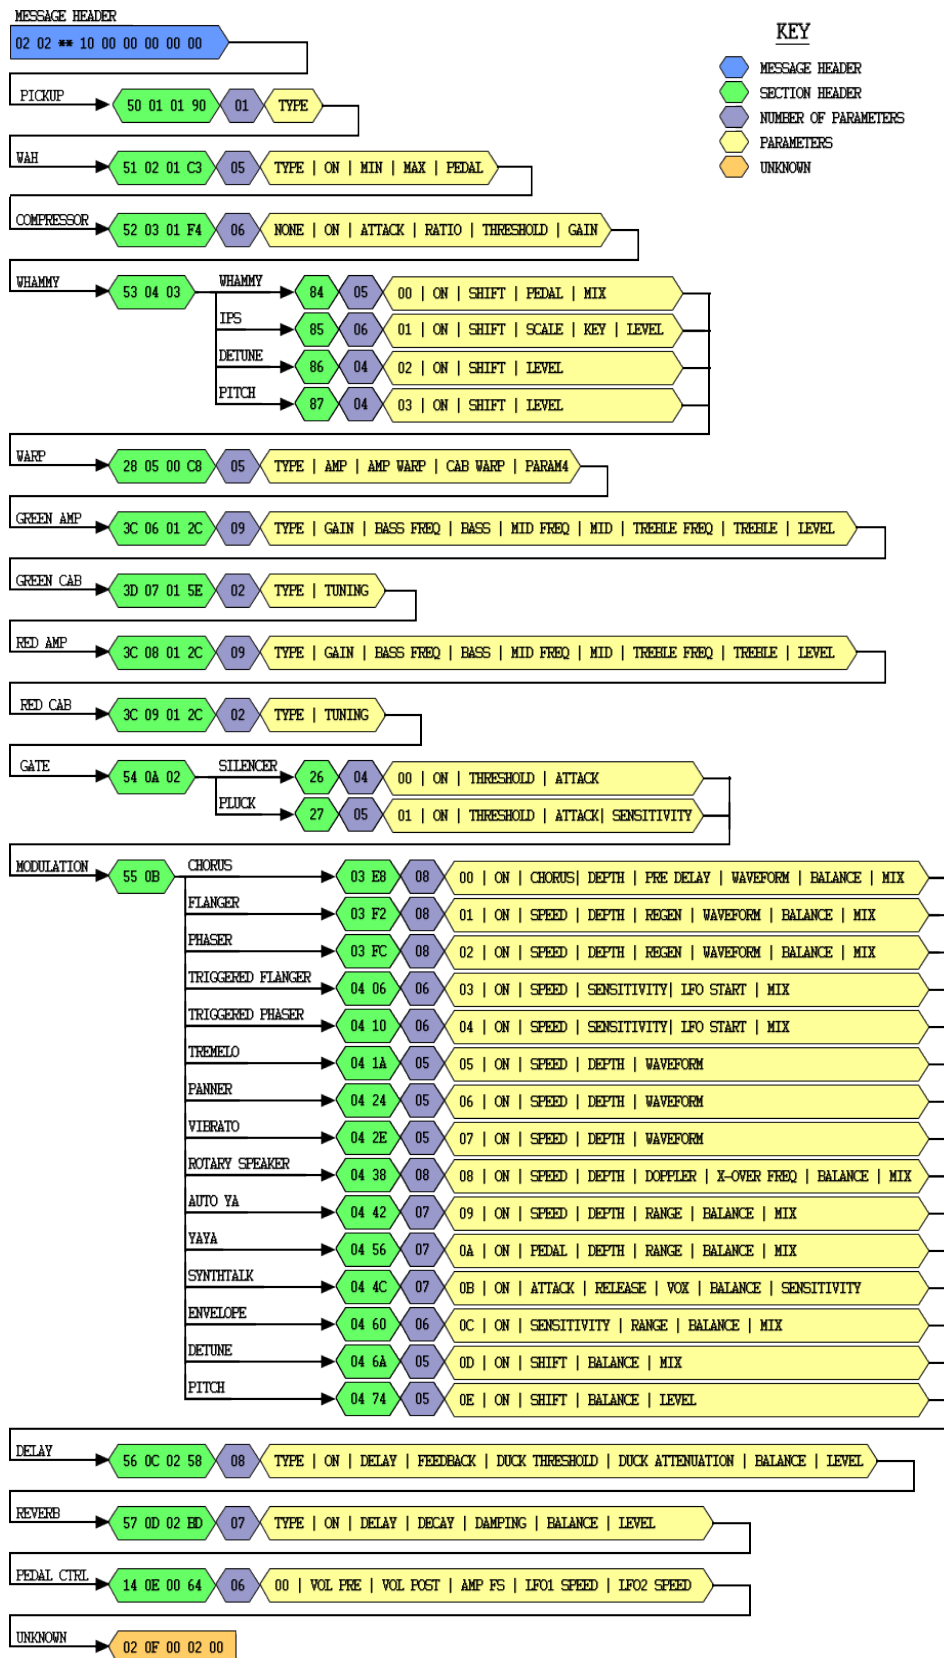 MESSAGE HEADER
02 02 ** 10 00 00 00 00 00
KEY
MESSAGE HEADER
SECTION HEADER
NUMBER OF PARAMETERS
PARAMETERS
UNKNOWN
PICKUP
50 01 01 90 01 TYPE
WAH
51 02 01 C3 05 TYPE | ON | MIN | MAX | PEDAL
COMPRESSOR
52 03 01 F4 06 NONE | ON | ATTACK | RATIO | THRESHOLD | GAIN
WHAMMY
53 04 03
WHAMMY
84 05 00 | ON | SHIFT | PEDAL | MIX
IPS
85 06 01 | ON | SHIFT | SCALE | KEY | LEVEL
DETUNE
86 04 02 | ON | SHIFT | LEVEL
PITCH
87 04 03 | ON | SHIFT | LEVEL
WARP
28 05 00 C8 05 TYPE | AMP | AMP WARP | CAB WARP | PARAM4
GREEN AMP
3C 06 01 2C 09 TYPE | GAIN | BASS FREQ | BASS | MID FREQ | MID | TREBLE FREQ | TREBLE | LEVEL
GREEN CAB
3D 07 01 5E 02 TYPE | TUNING
RED AMP
3C 08 01 2C 09 TYPE | GAIN | BASS FREQ | BASS | MID FREQ | MID | TREBLE FREQ | TREBLE | LEVEL
RED CAB
3C 09 01 2C 02 TYPE | TUNING
GATE
54 0A 02
SILENCER
26 04 00 | ON | THRESHOLD | ATTACK
PLUCK
27 05 01 | ON | THRESHOLD | ATTACK| SENSITIVITY
MODULATION
55 0B
CHORUS
03 E8 08 00 | ON | CHORUS| DEPTH | PRE DELAY | WAVEFORM | BALANCE | MIX
FLANGER
03 F2 08 01 | ON | SPEED | DEPTH | REGEN | WAVEFORM | BALANCE | MIX
PHASER
03 FC 08 02 | ON | SPEED | DEPTH | REGEN | WAVEFORM | BALANCE | MIX
TRIGGERED FLANGER
04 06 06 03 | ON | SPEED | SENSITIVITY| LFO START | MIX
TRIGGERED PHASER
04 10 06 04 | ON | SPEED | SENSITIVITY| LFO START | MIX
TREMELO
04 1A 05 05 | ON | SPEED | DEPTH | WAVEFORM
PANNER
04 24 05 06 | ON | SPEED | DEPTH | WAVEFORM
VIBRATO
04 2E 05 07 | ON | SPEED | DEPTH | WAVEFORM
ROTARY SPEAKER
04 38 08 08 | ON | SPEED | DEPTH | DOPPLER | X-OVER FREQ | BALANCE | MIX
AUTO YA
04 42 07 09 | ON | SPEED | DEPTH | RANGE | BALANCE | MIX
YAYA
04 56 07 0A | ON | PEDAL | DEPTH | RANGE | BALANCE | MIX
SYNTHTALK
04 4C 07 0B | ON | ATTACK | RELEASE | VOX | BALANCE | SENSITIVITY
ENVELOPE
04 60 06 0C | ON | SENSITIVITY | RANGE | BALANCE | MIX
DETUNE
04 6A 05 0D | ON | SHIFT | BALANCE | MIX
PITCH
04 74 05 0E | ON | SHIFT | BALANCE | LEVEL
DELAY
56 0C 02 58 08 TYPE | ON | DELAY | FEEDBACK | DUCK THRESHOLD | DUCK ATTENUATION | BALANCE | LEVEL
REVERB
57 0D 02 BD 07 TYPE | ON | DELAY | DECAY | DAMPING | BALANCE | LEVEL
PEDAL CTRL
14 0E 00 64 06 00 | VOL PRE | VOL POST | AMP FS | LFO1 SPEED | LFO2 SPEED
UNKNOWN
02 0F 00 02 00